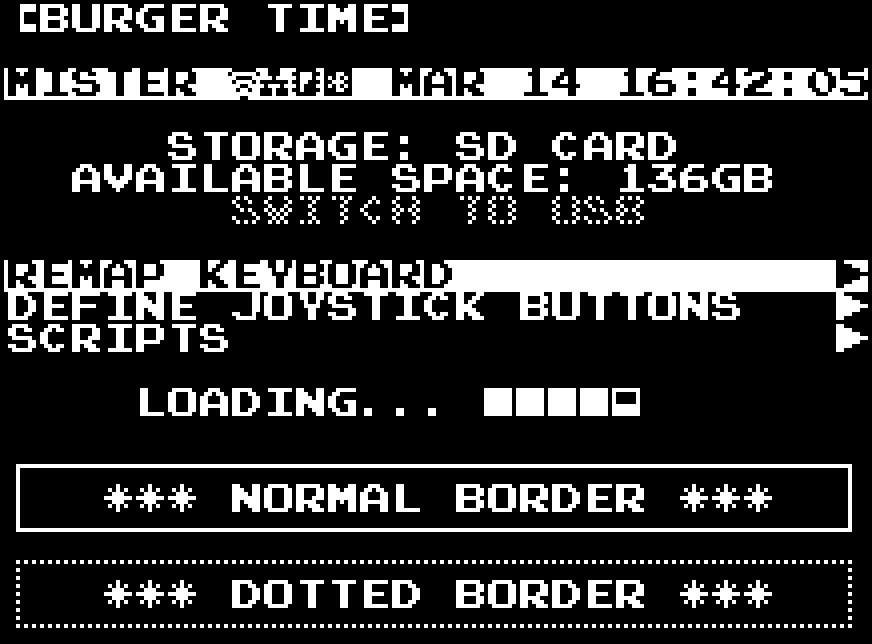 [BURGER TIME]
MISTER MAR 14 16:42:05
STORAGE: SD CARD
AVAILABLE SPACE: 136GB
SWITCH TO USB
REMAP KEYBOARD
DEFINE JOYSTICK BUTTONS
SCRIPTS
LOADING...
*** NORMAL BORDER ***
*** DOTTED BORDER ***